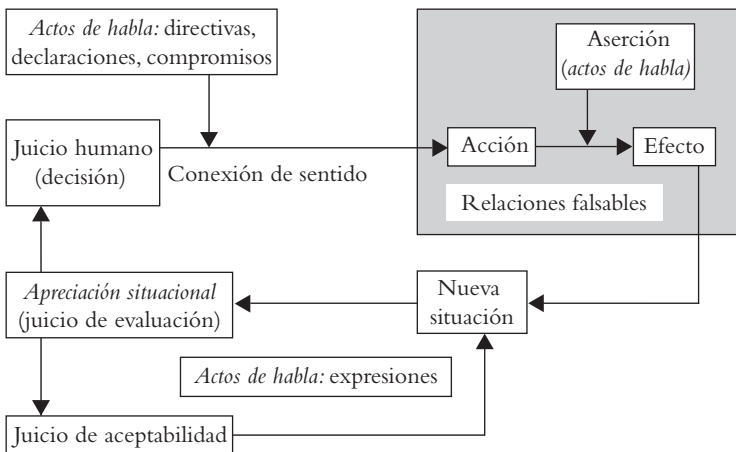 Actos de habla: directivas,
declaraciones, compromisos
Aserción
(actos de habla)
Juicio humano
(decisión)
Conexión de sentido
Acción
Efecto
Relaciones falsables
Apreciación situacional
(juicio de evaluación)
Nueva
situación
Actos de habla: expresiones
Juicio de aceptabilidad